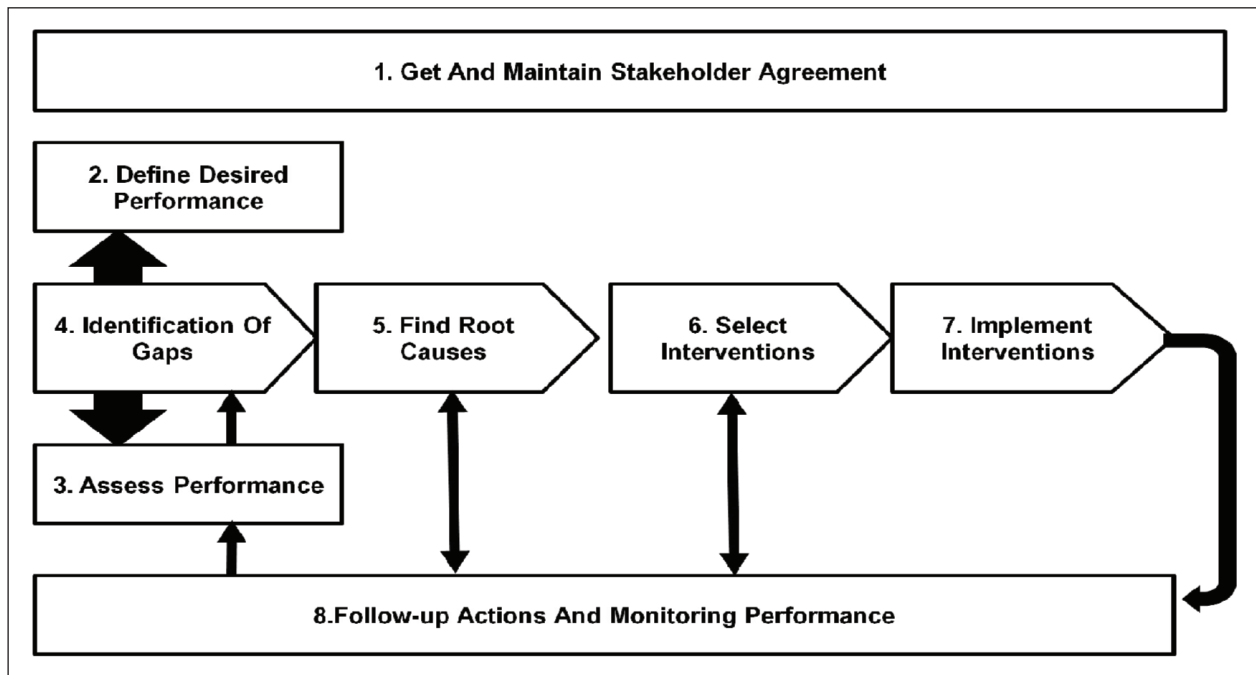 1. Get And Maintain Stakeholder Agreement
2. Define Desired
Performance
4. Identification Of
Gaps
5. Find Root
Causes
6. Select
Interventions
7. Implement
Interventions
3. Assess Performance
8.Follow-up Actions And Monitoring Performance